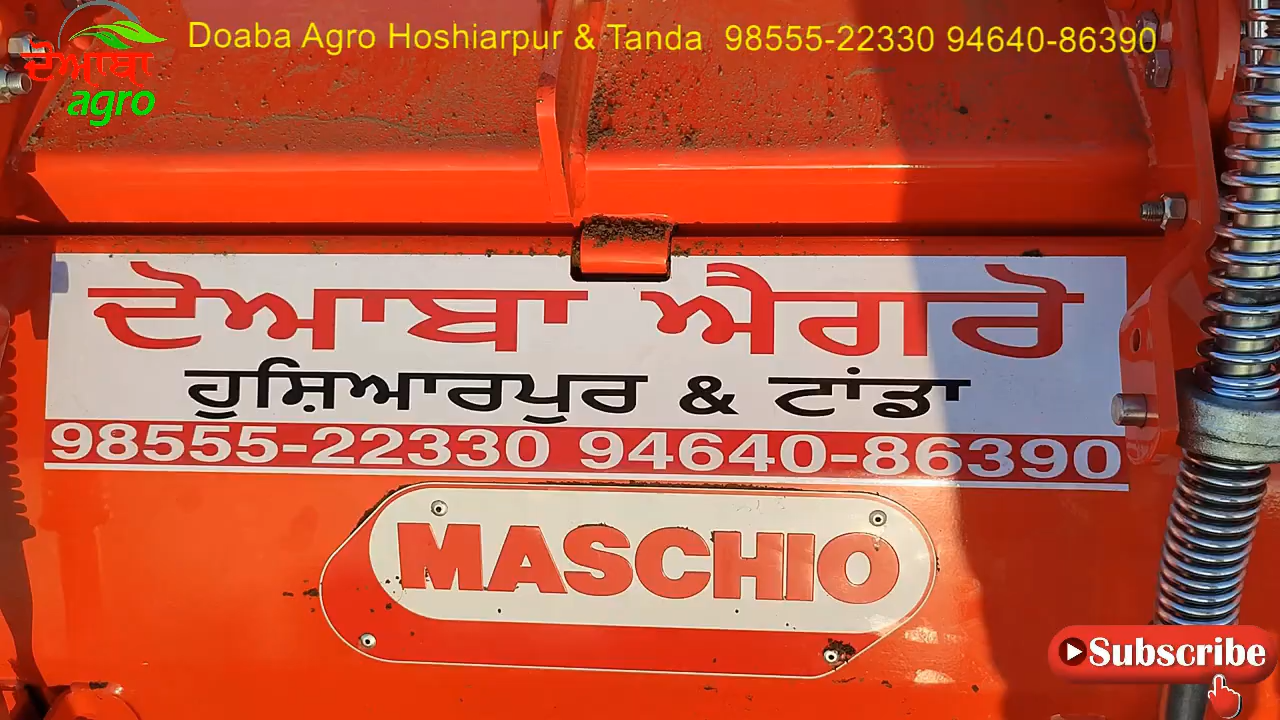 Doaba Agro Hoshiarpur & Tanda 98555-22330 94640-86390
ਦੋਆਬਾ
agro
ਦੋਆਬਾ ਐਗਰੋ
ਹੁਸ਼ਿਆਰਪੁਰ & ਟਾਂਡਾ
98555-22330 94640-86390
MASCHIO
Subscribe